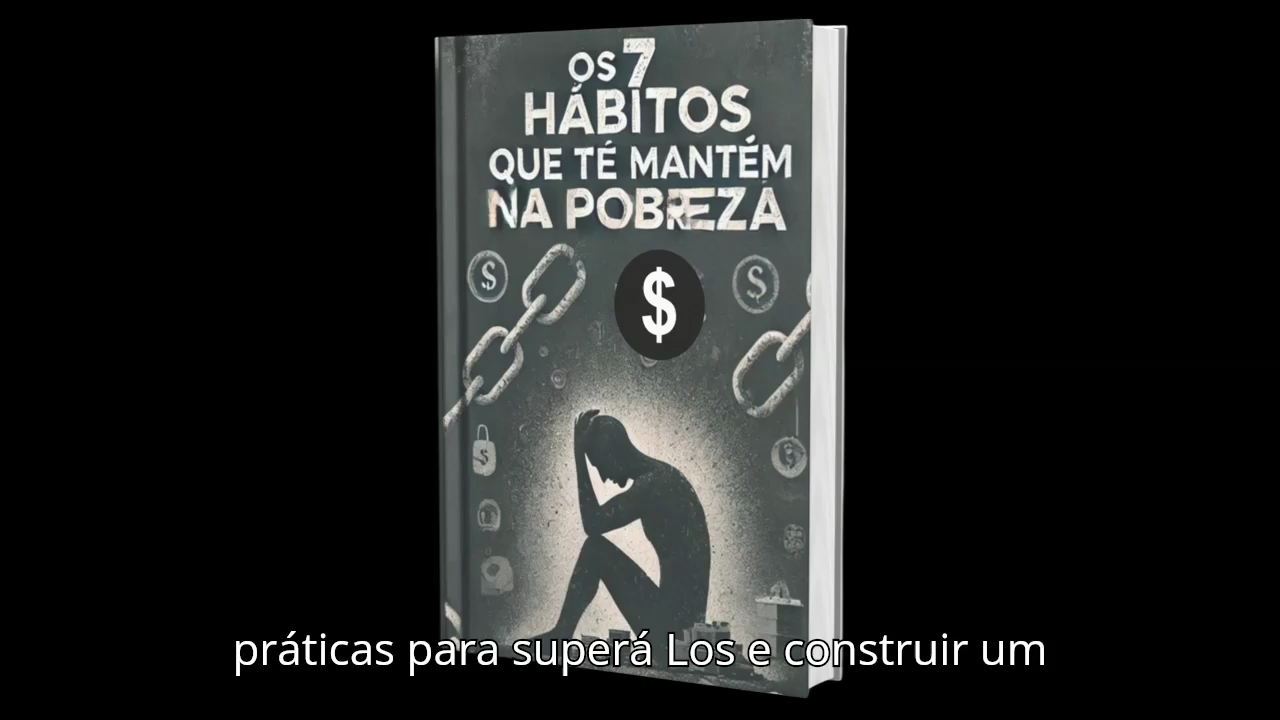 OS 7
HÁBITOS
QUE TÉ MANTÉM
NA POBREZA
$
$
$
$
práticas para superá Los e construir um